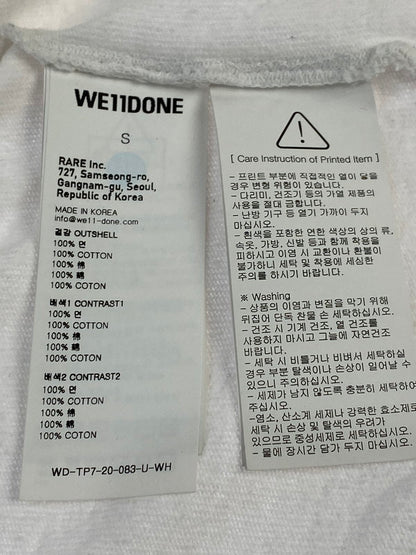 WE11DONE
S
RARE Inc.
727, Samseong-ro,
Gangnam-gu, Seoul,
Republic of Korea
MADE IN KOREA
info@we11-done.com
겉감 OUTSHELL
100% 면
100% COTTON
100% 棉
100% 綿
100% COTON
배색1 CONTRAST1
100% 면
100% COTTON
100% 棉
100% 綿
100% COTON
배색2 CONTRAST2
100% 면
100% COTTON
100% 棉
100% 綿
100% COTON
WD-TP7-20-083-U-WH
[ Care Instruction of Printed Item ]
- 프린트 부분에 직접적인 열이 닿을
경우 변형 위험이 있습니다.
- 다리미, 건조기 등의 가열 제품의
사용을 절대 금합니다.
- 난방 기구 등 열기 가까이 두지
마십시오.
- 흰색을 포함한 연한 색상의 상의 류,
속옷, 가방, 신발 등과 함께 착용을
피하시고 이염 시 교환이나 환불이
불가하니 세탁 및 착용에 세심한
주의를 하시기 바랍니다.
※ Washing
- 상품의 이염과 변질을 막기 위해
뒤집어 단독 찬물 손 세탁하십시오.
- 건조 시 기계 건조, 열 건조를
사용하지 마시고 그늘에 자연건조
바랍니다.
- 세탁 시 비틀거나 비벼서 세탁하실
경우 부분 탈색이나 손상이 일어날 수
있으니 주의하십시오.
- 세제가 남지 않도록 충분히 세탁하여
주십시오.
-염소, 산소계 세제나 강력한 효소제로
세탁 시 손상 및 탈색의 우려가
있으므로 중성세제로 세탁하십시오.
- 물에 장시간 담가 두지 마십시오.